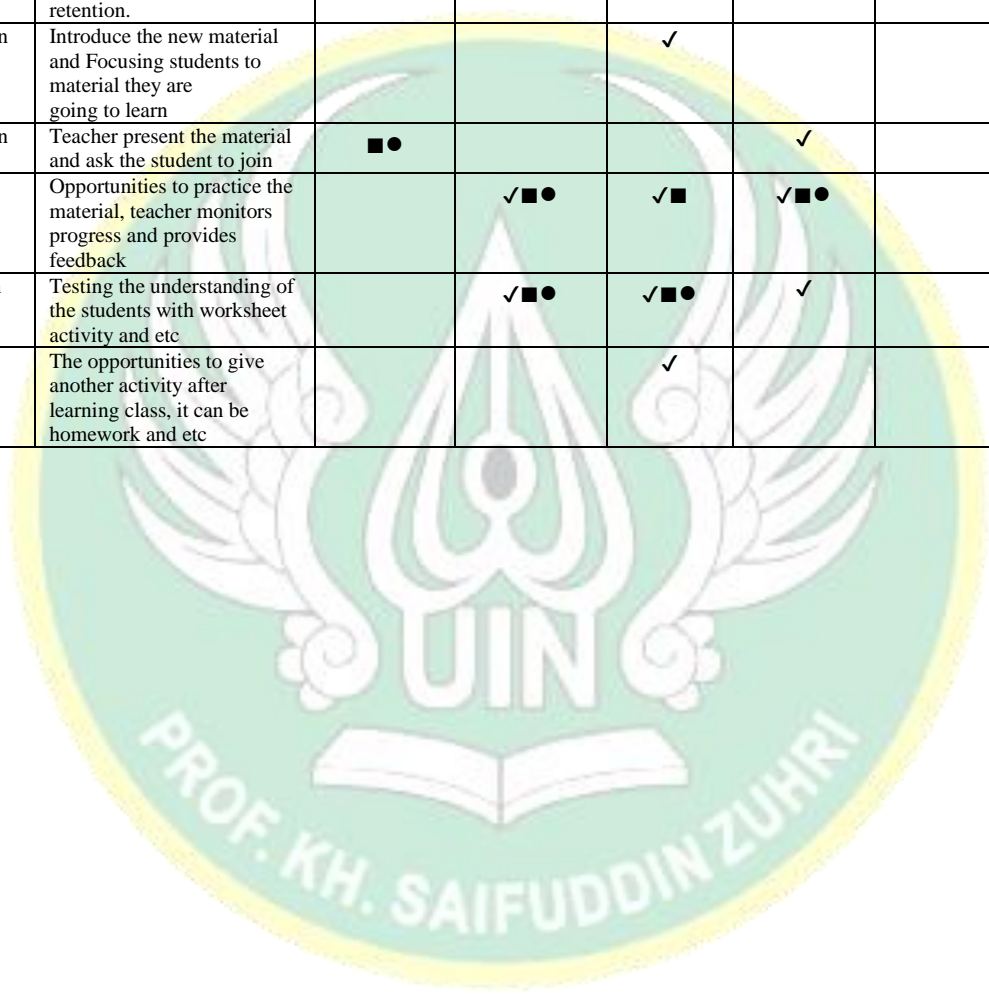 retention.
n
Introduce the new material
and Focusing students to
material they are
going to learn
✓
n
Teacher present the material
and ask the student to join
■●
✓
Opportunities to practice the
material, teacher monitors
progress and provides
feedback
✓■●
✓■
✓■●
Testing the understanding of
the students with worksheet
activity and etc
✓■●
✓■●
✓
The opportunities to give
another activity after
learning class, it can be
homework and etc
✓
UIN
PROF. KH. SAIFUDDIN ZUHRI